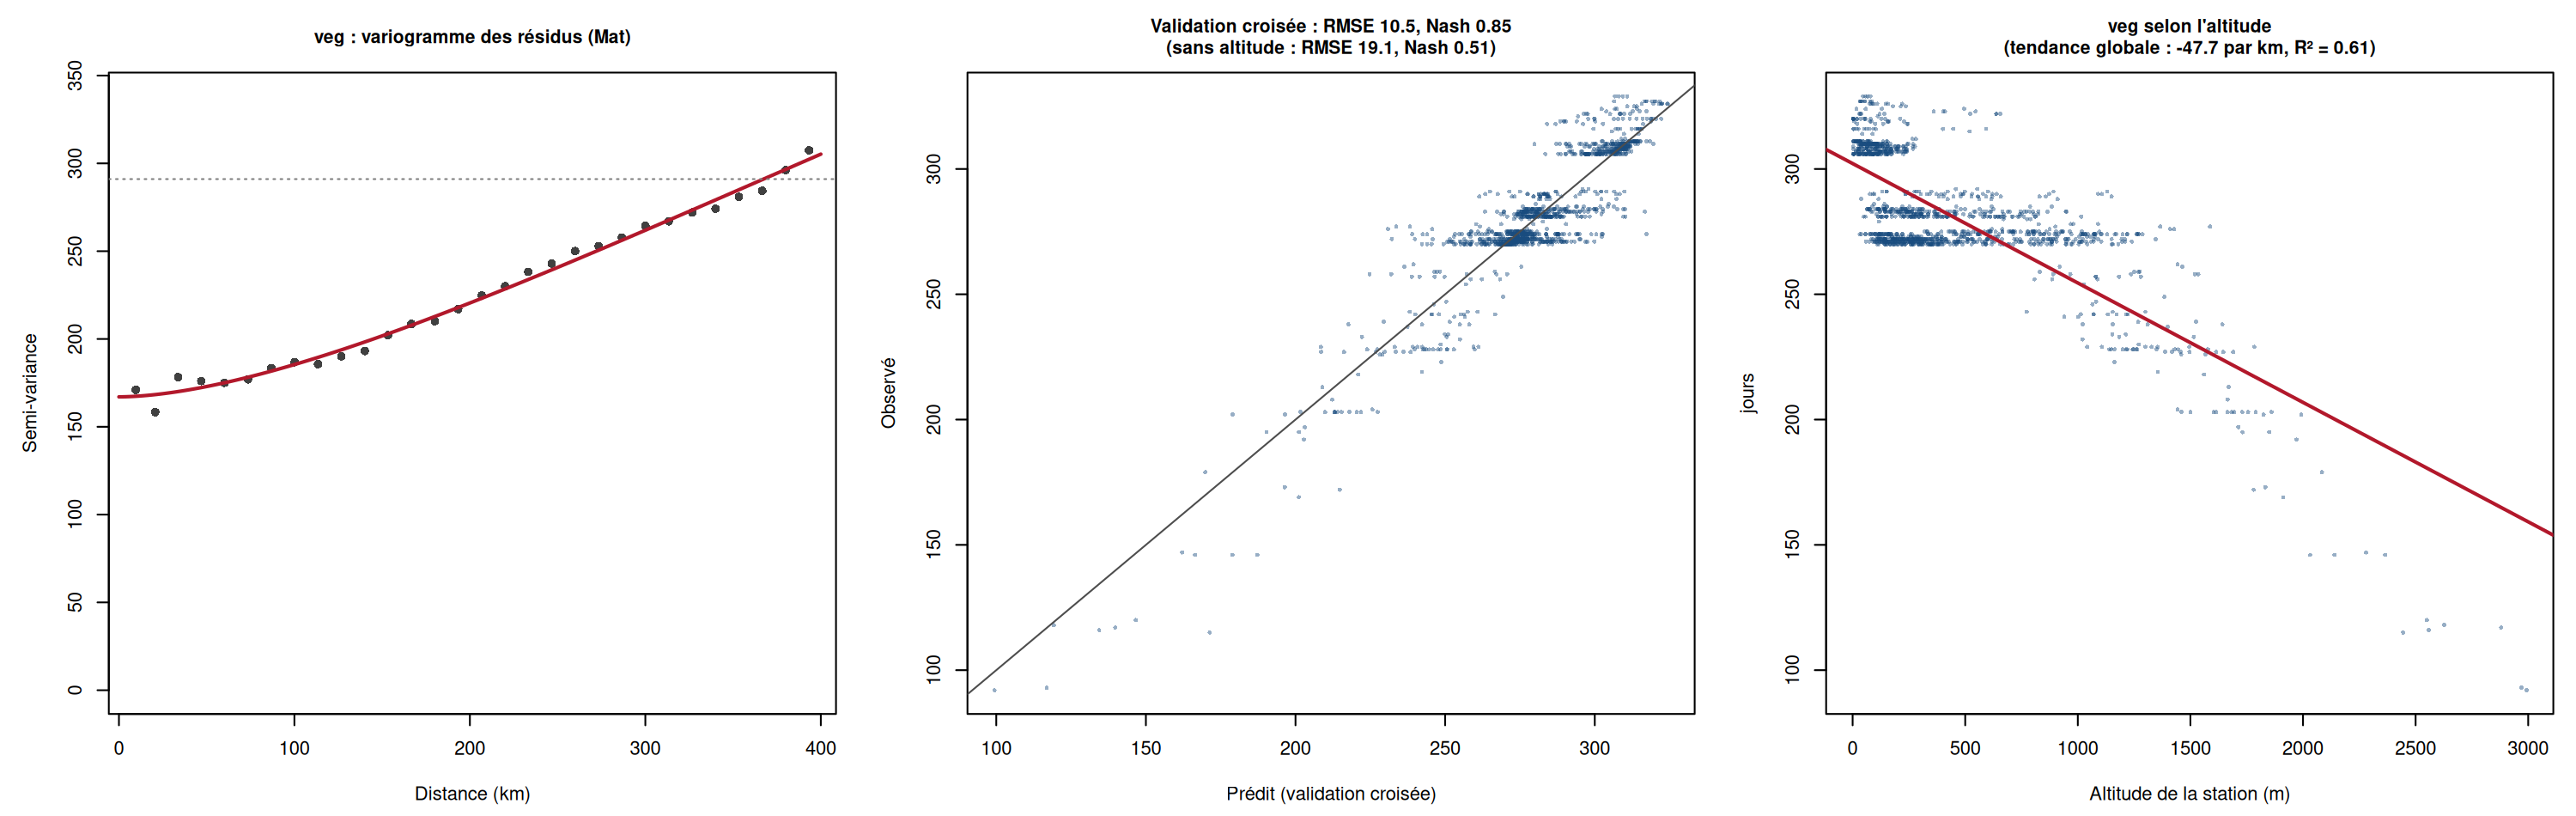 veg : variogramme des résidus (Mat)
Semi-variance
350
300
250
200
150
100
50
0
0 100 200 300 400
Distance (km)
Validation croisée : RMSE 10.5, Nash 0.85
(sans altitude : RMSE 19.1, Nash 0.51)
Observé
300
250
200
150
100
100 150 200 250 300
Prédit (validation croisée)
veg selon l'altitude
(tendance globale : -47.7 par km, R² = 0.61)
jours
300
250
200
150
100
0 500 1000 1500 2000 2500 3000
Altitude de la station (m)